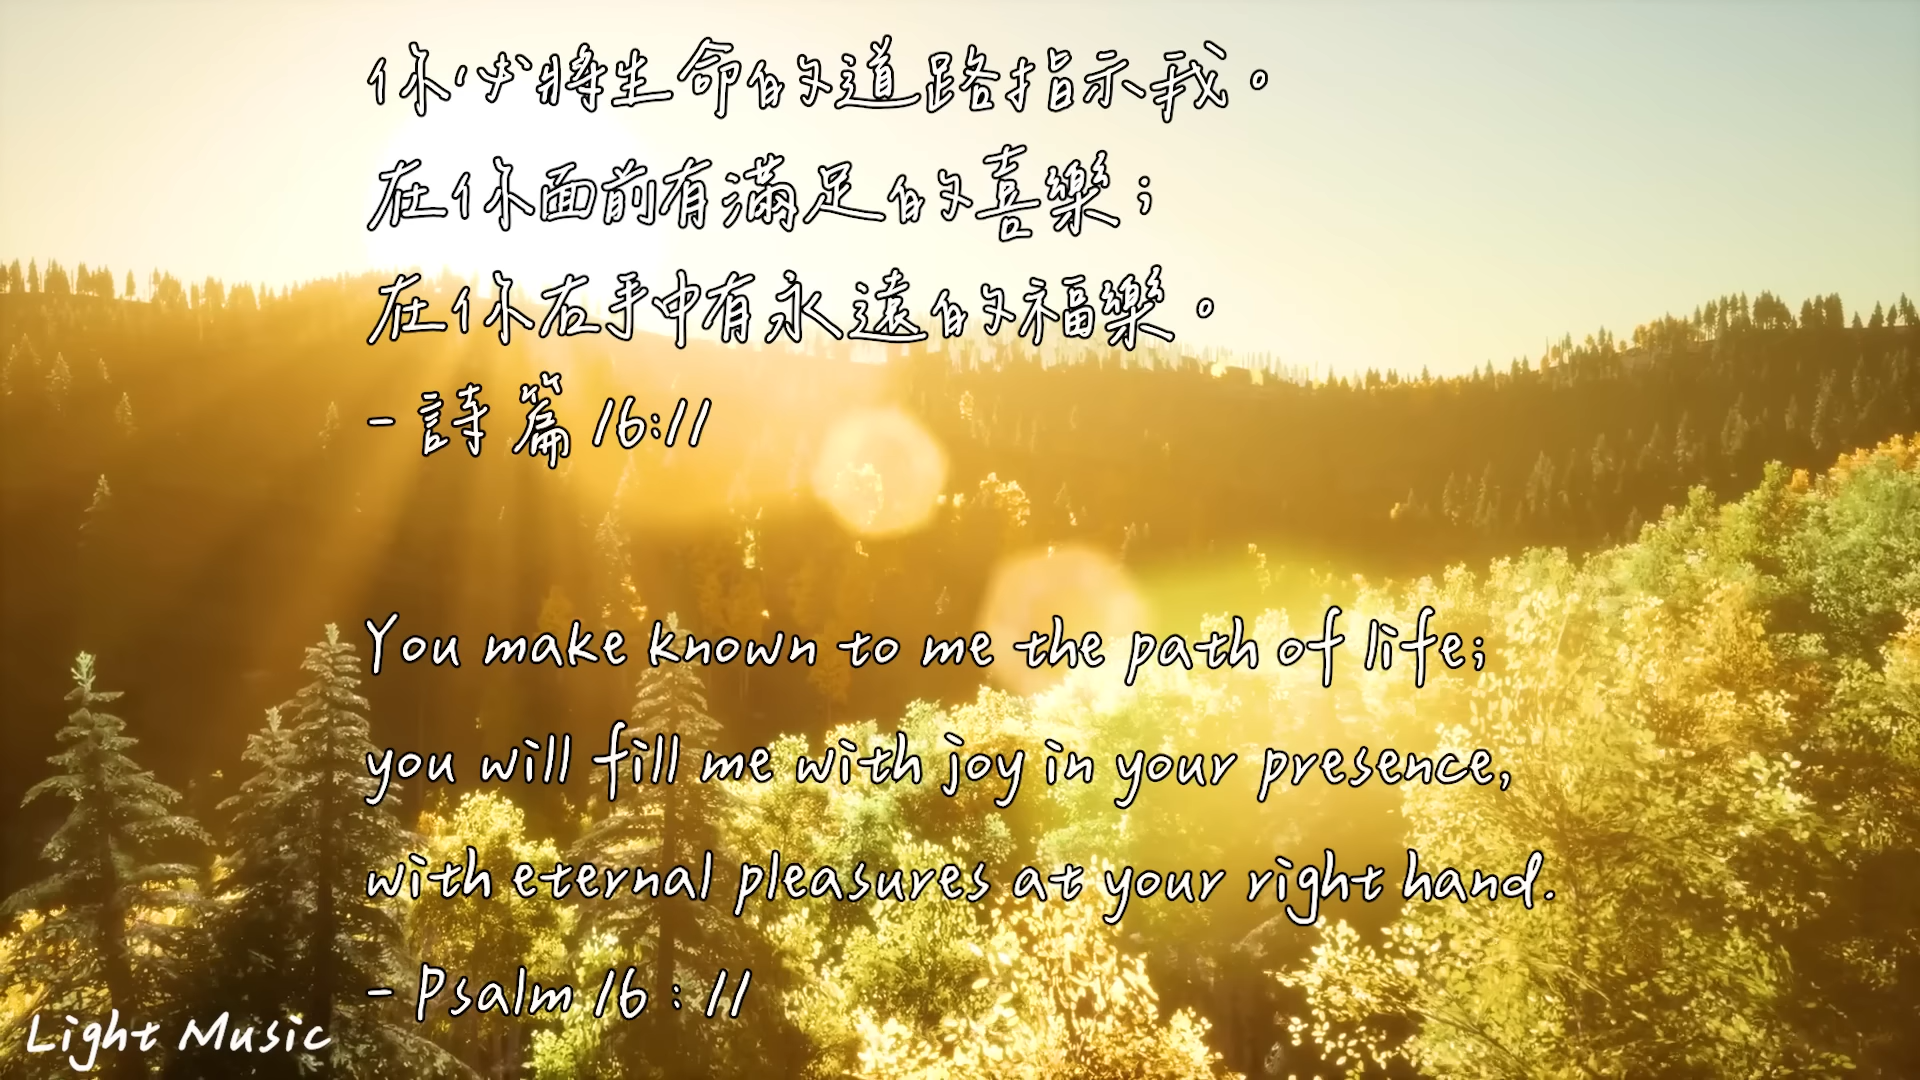 你必將生命的道路指示我。
在你面前有滿足的喜樂；
在你右手中有永遠的福樂。
- 詩篇 16:11
You make known to me the path of life;
you will fill me with joy in your presence,
with eternal pleasures at your right hand.
- Psalm 16 : 11
Light Music